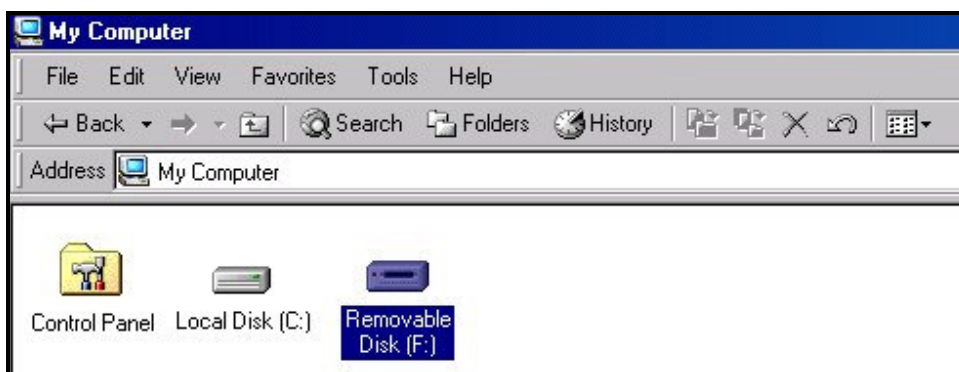 My Computer
File Edit View Favorites Tools Help
Back Search Folders History
Address My Computer
Control Panel Local Disk (C:) Removable
Disk (F:)